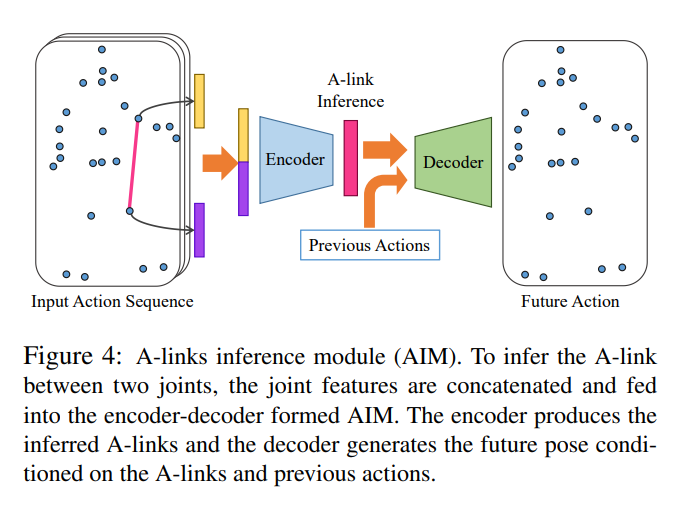 A-link
Inference
Encoder
Decoder
Previous Actions
Input Action Sequence
Future Action
Figure 4: A-links inference module (AIM). To infer the A-link
between two joints, the joint features are concatenated and fed
into the encoder-decoder formed AIM. The encoder produces the
inferred A-links and the decoder generates the future pose condi-
tioned on the A-links and previous actions.